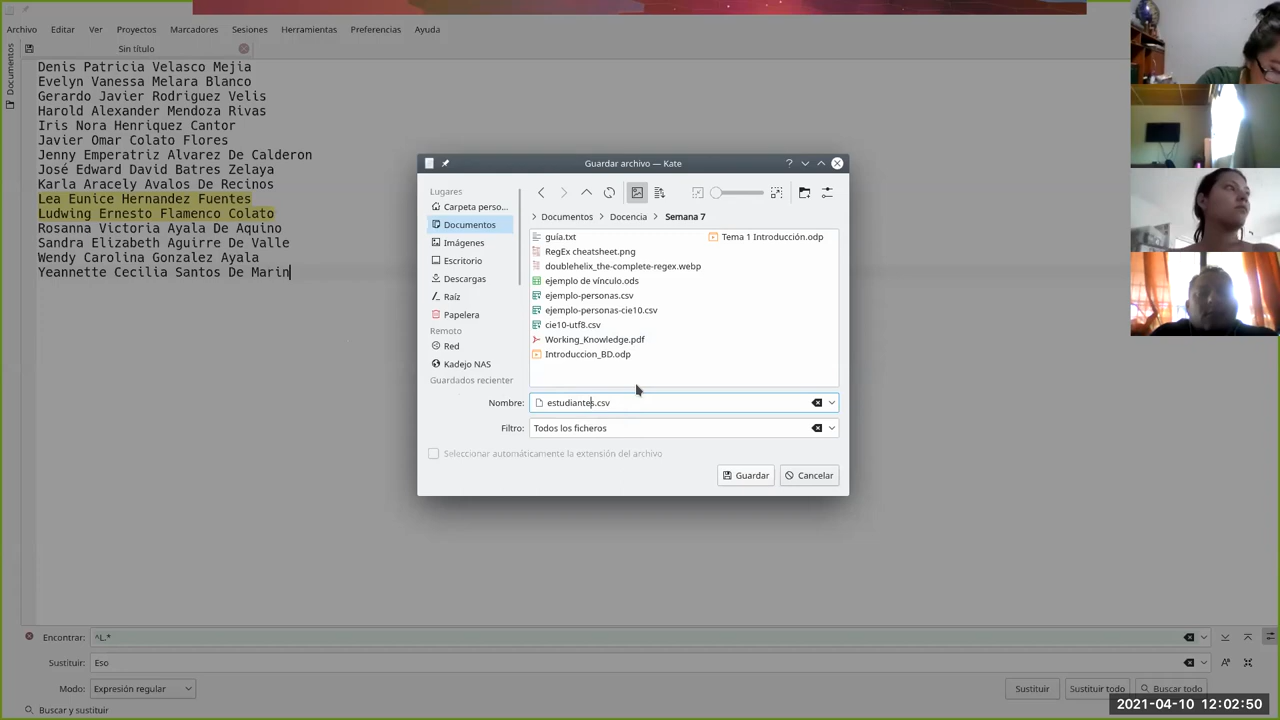 Archivo Editar Ver Proyectos Marcadores Sesiones Herramientas Preferencias Ayuda
Sin título
Documentos
Denis Patricia Velasco Mejia
Evelyn Vanessa Melara Blanco
Gerardo Javier Rodriguez Velis
Harold Alexander Mendoza Rivas
Iris Nora Henriquez Cantor
Javier Omar Colato Flores
Jenny Emperatriz Alvarez De Calderon
José Edward David Batres Zelaya
Karla Aracely Avalos De Recinos
Lea Eunice Hernandez Fuentes
Ludwing Ernesto Flamenco Colato
Rosanna Victoria Ayala De Aquino
Sandra Elizabeth Aguirre De Valle
Wendy Carolina Gonzalez Ayala
Yeannette Cecilia Santos De Marin
Guardar archivo — Kate
Lugares
Carpeta perso...
Documentos
Imágenes
Escritorio
Descargas
Raíz
Papelera
Remoto
Red
Kadejo NAS
Guardados recienter
Documentos > Docencia > Semana 7
guía.txt
RegEx cheatsheet.png
doublehelix_the-complete-regex.webp
ejemplo de vínculo.ods
ejemplo-personas.csv
ejemplo-personas-cie10.csv
cie10-utf8.csv
Working_Knowledge.pdf
Introduccion_BD.odp
Tema 1 Introducción.odp
Nombre: estudiantes.csv
Filtro: Todos los ficheros
Seleccionar automáticamente la extensión del archivo
Guardar Cancelar
Encontrar: ^L.*
Sustituir: Eso
Modo: Expresión regular Sustituir Sustituir todo Buscar todo
Buscar y sustituir
2021-04-10 12:02:50